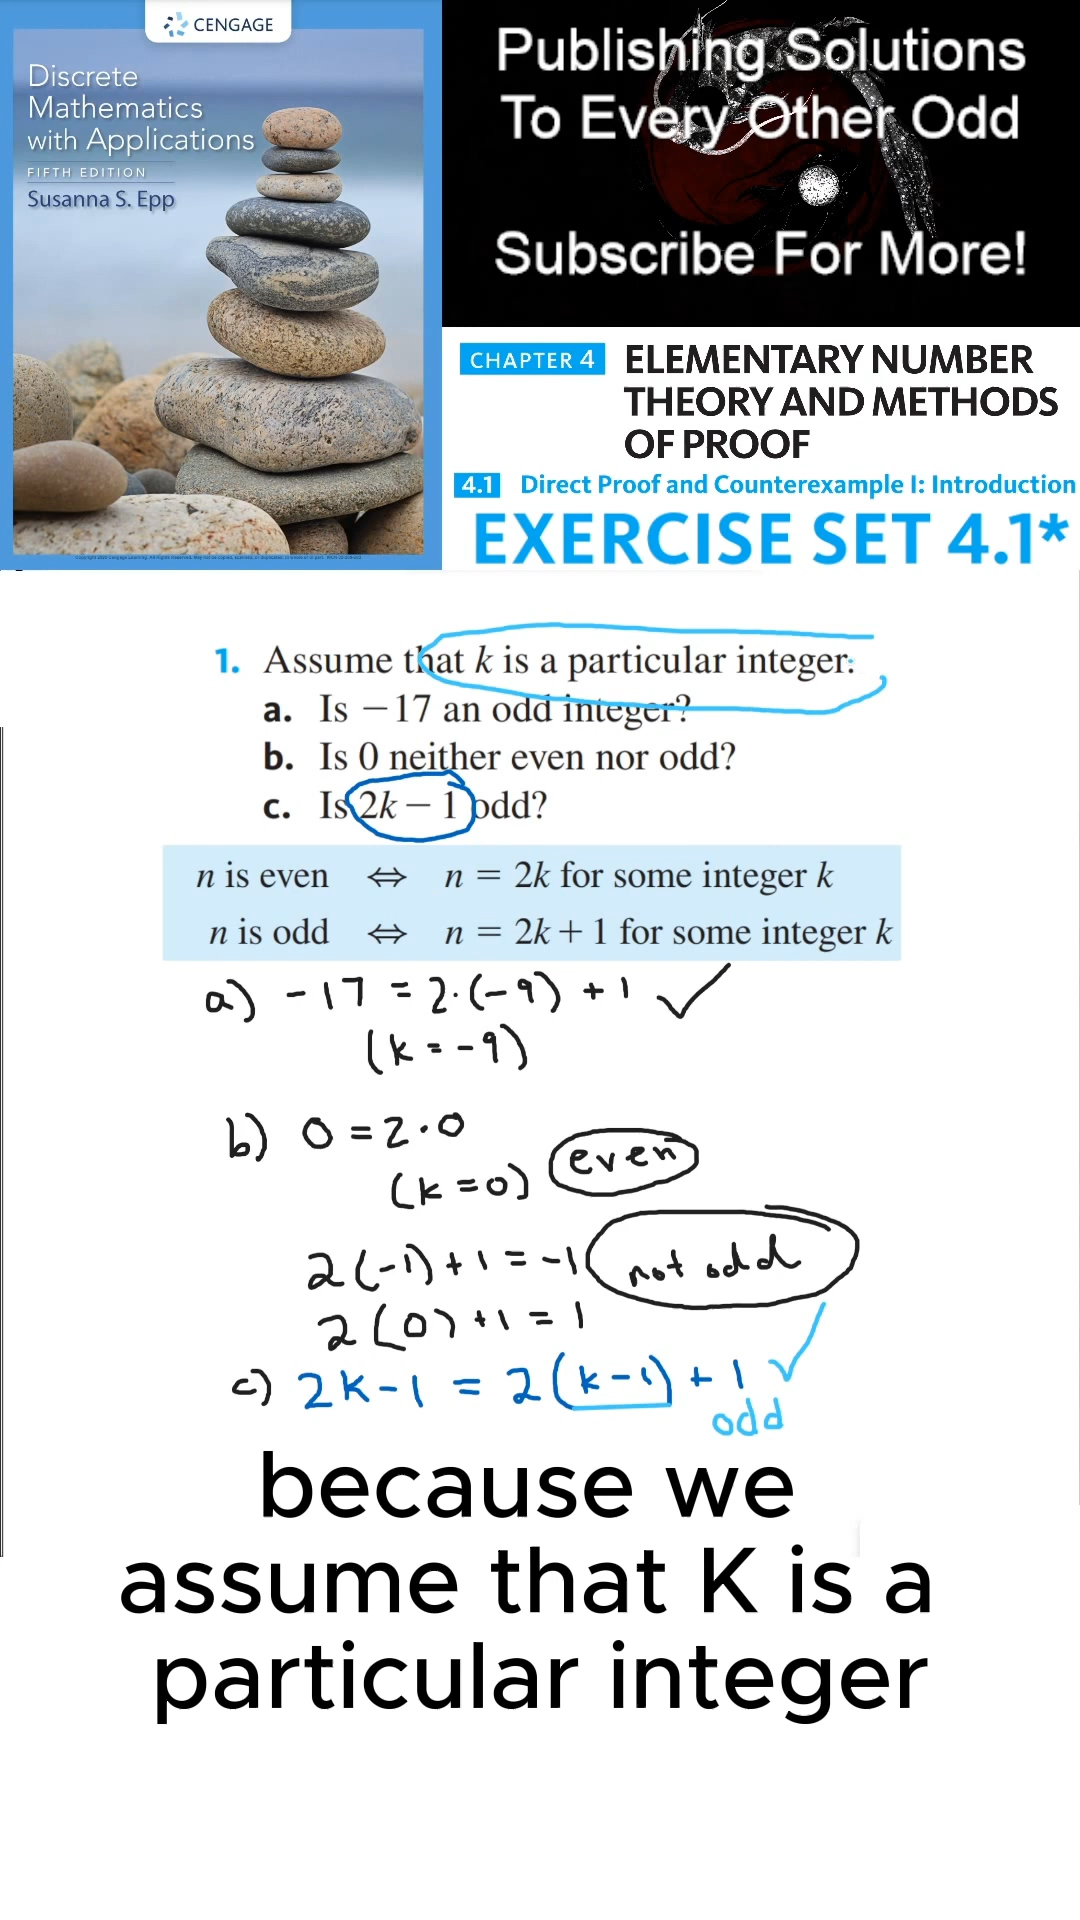 CENGAGE
Discrete
Mathematics
with Applications
FIFTH EDITION
Susanna S. Epp
Publishing Solutions
To Every Other Odd
Subscribe For More!
CHAPTER 4 ELEMENTARY NUMBER
THEORY AND METHODS
OF PROOF
4.1 Direct Proof and Counterexample I: Introduction
EXERCISE SET 4.1*
1. Assume that k is a particular integer.
a. Is −17 an odd integer?
b. Is 0 neither even nor odd?
c. Is 2k − 1 odd?
n is even ⇔ n = 2k for some integer k
n is odd ⇔ n = 2k + 1 for some integer k
a) -17 = 2·(-9) + 1 ✓
(k = -9)
b) 0 = 2·0
(k = 0) even
2(-1) + 1 = -1 not odd
2(0) + 1 = 1
c) 2k-1 = 2(k-1) + 1 ✓
odd
because we
assume that K is a
particular integer